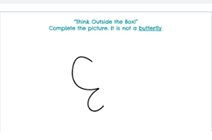 "Think Outside the Box!"
Complete the picture. It is not a butterfly